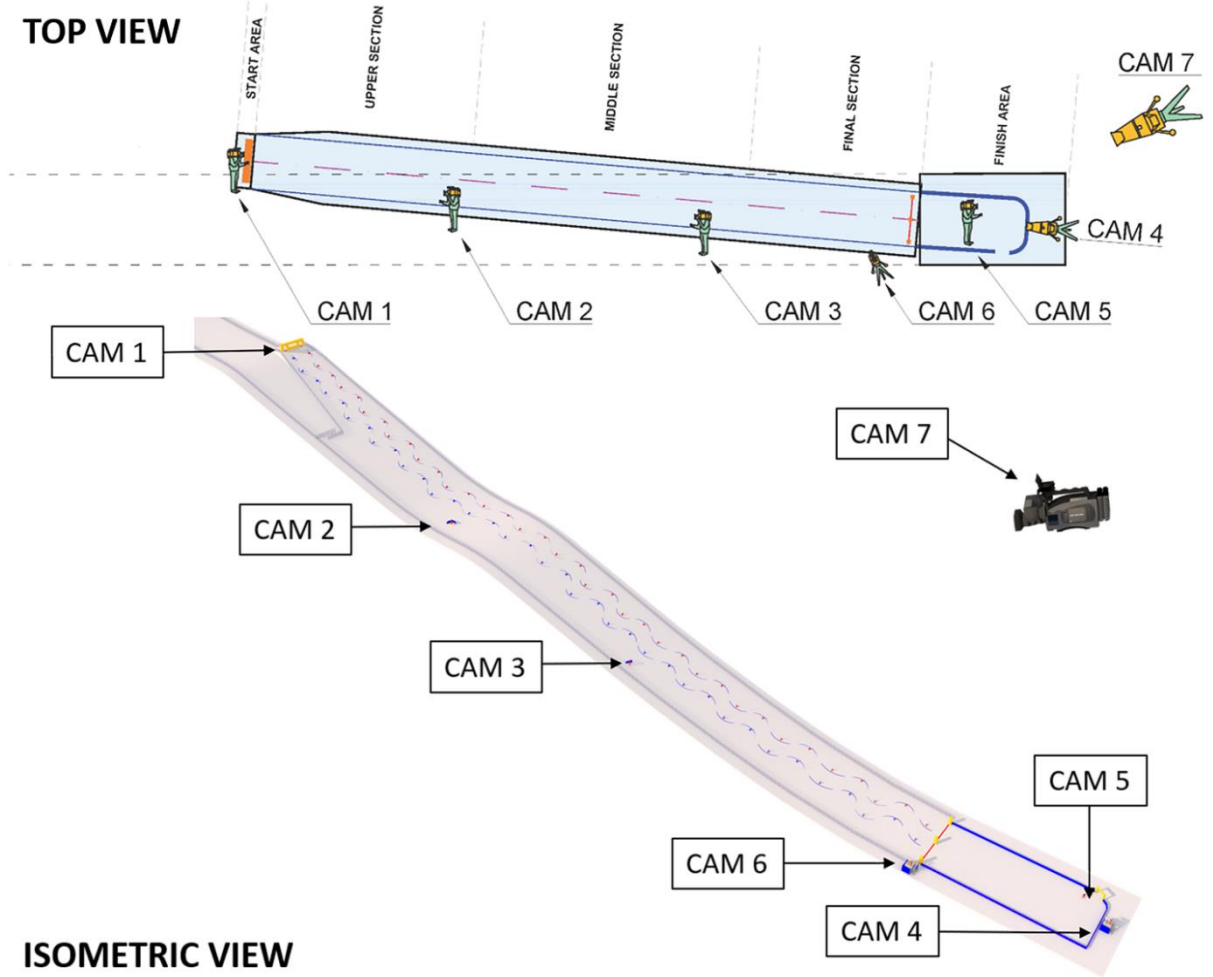 TOP VIEW
START AREA
UPPER SECTION
MIDDLE SECTION
FINAL SECTION
FINISH AREA
CAM 7
CAM 4
CAM 1
CAM 2
CAM 3
CAM 6
CAM 5
CAM 1
CAM 7
CAM 2
CAM 3
CAM 5
CAM 6
CAM 4
ISOMETRIC VIEW